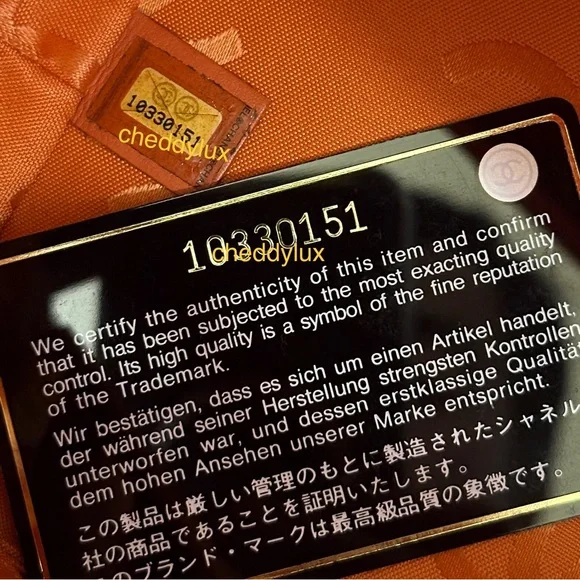 10330151
cheddylux
10330151
cheddylux
We certify the authenticity of this item and confirm
that it has been subjected to the most exacting quality
control. Its high quality is a symbol of the fine reputation
of the Trademark.
Wir bestätigen, dass es sich um einen Artikel handelt,
der während seiner Herstellung strengsten Kontrollen
unterworfen war, und dessen erstklassige Qualität
dem hohen Ansehen unserer Marke entspricht.
この製品は厳しい管理のもとに製造されたシャネル
社の商品であることを証明いたします。
のブランド・マークは最高級品質の象徴です。